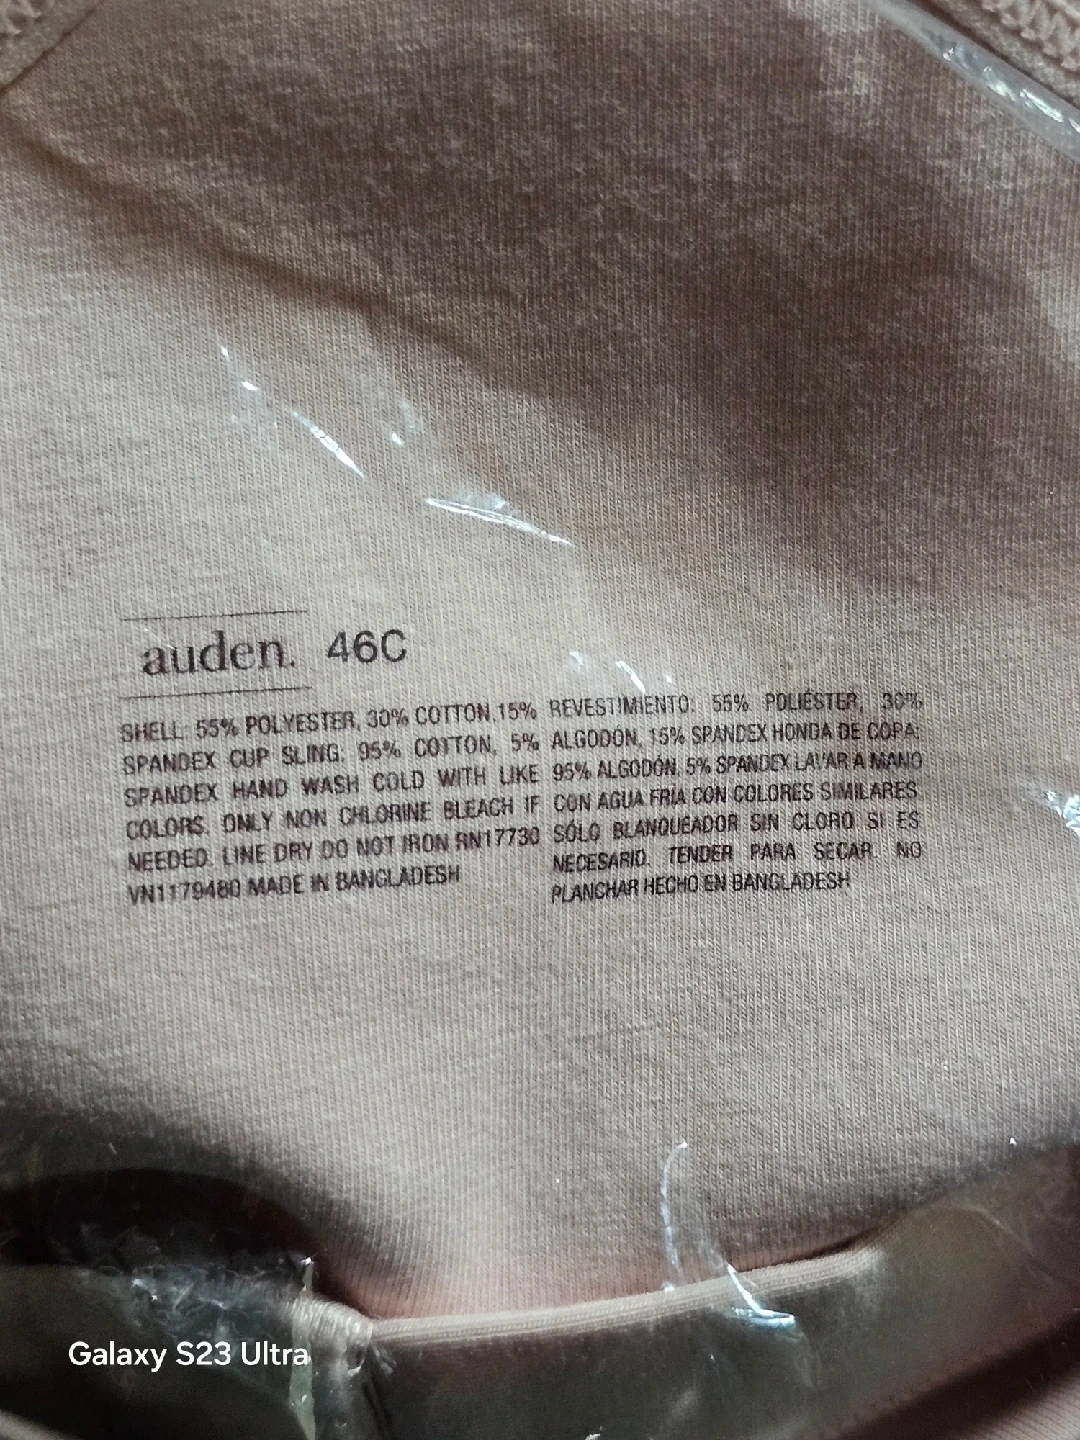 auden. 46C
SHELL: 55% POLYESTER, 30% COTTON,15%
SPANDEX CUP SLING: 95% COTTON, 5%
SPANDEX HAND WASH COLD WITH LIKE
COLORS. ONLY NON CHLORINE BLEACH IF
NEEDED. LINE DRY DO NOT IRON RN17730
VN1179480 MADE IN BANGLADESH
REVESTIMIENTO: 55% POLIÉSTER, 30%
ALGODÓN, 15% SPANDEX HONDA DE COPA:
95% ALGODÓN, 5% SPANDEX LAVAR A MANO
CON AGUA FRÍA CON COLORES SIMILARES.
SÓLO BLANQUEADOR SIN CLORO SI ES
NECESARIO. TENDER PARA SECAR. NO
PLANCHAR HECHO EN BANGLADESH
Galaxy S23 Ultra